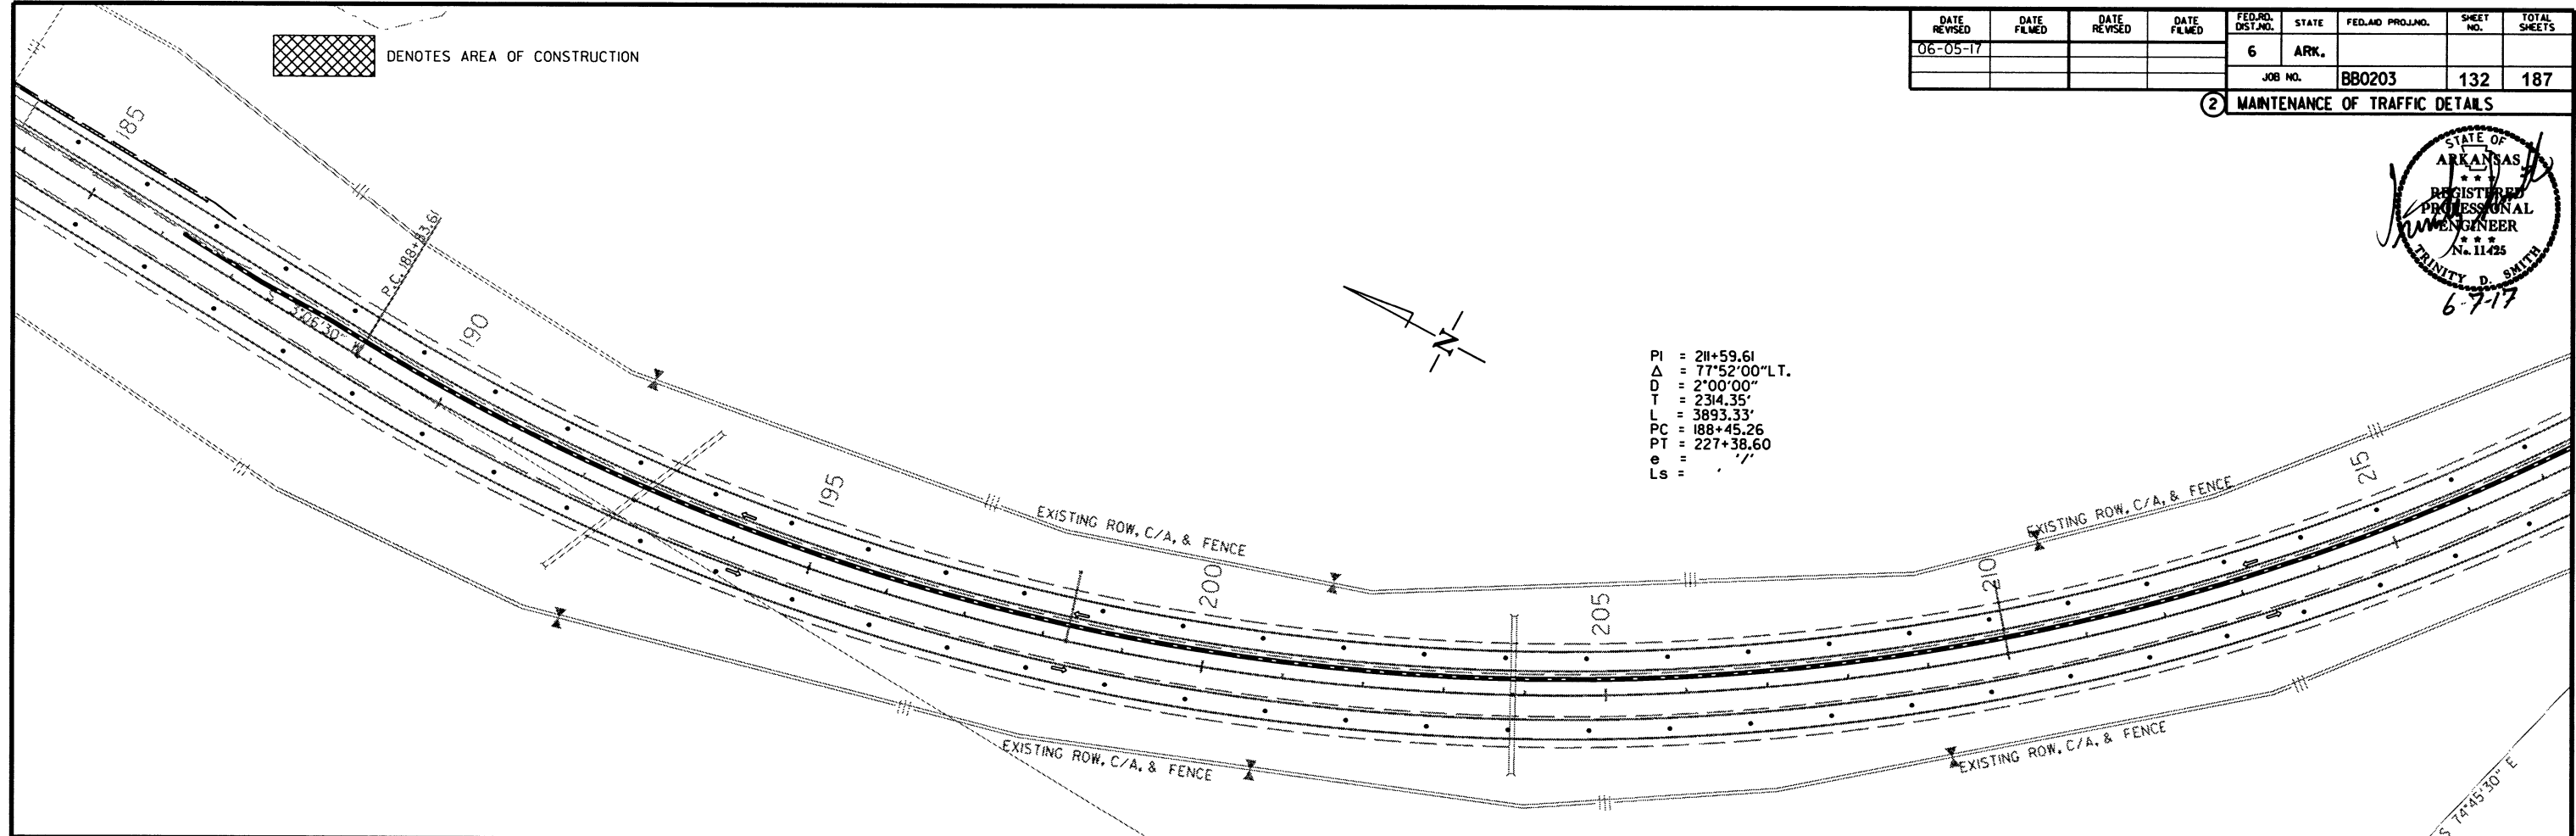 DENOTES AREA OF CONSTRUCTION
DATE REVISED
DATE FILMED
DATE REVISED
DATE FILMED
FED.RD. DIST.NO.
STATE
FED.AID PROJ.NO.
SHEET NO.
TOTAL SHEETS
06-05-17
6
ARK.
JOB NO.
BB0203
132
187
2 MAINTENANCE OF TRAFFIC DETAILS
STATE OF
ARKANSAS
* * *
REGISTERED
PROFESSIONAL
ENGINEER
* * *
No. 11425
TRINITY D. SMITH
6-7-17
185
P.C. 188+83.61
190
195
200
205
210
215
N
PI = 211+59.61
Δ = 77°52'00"LT.
D = 2°00'00"
T = 2314.35'
L = 3893.33'
PC = 188+45.26
PT = 227+38.60
e = '/'
Ls = '
EXISTING ROW, C/A, & FENCE
EXISTING ROW, C/A, & FENCE
EXISTING ROW, C/A, & FENCE
EXISTING ROW, C/A, & FENCE
S 74°45'30" E